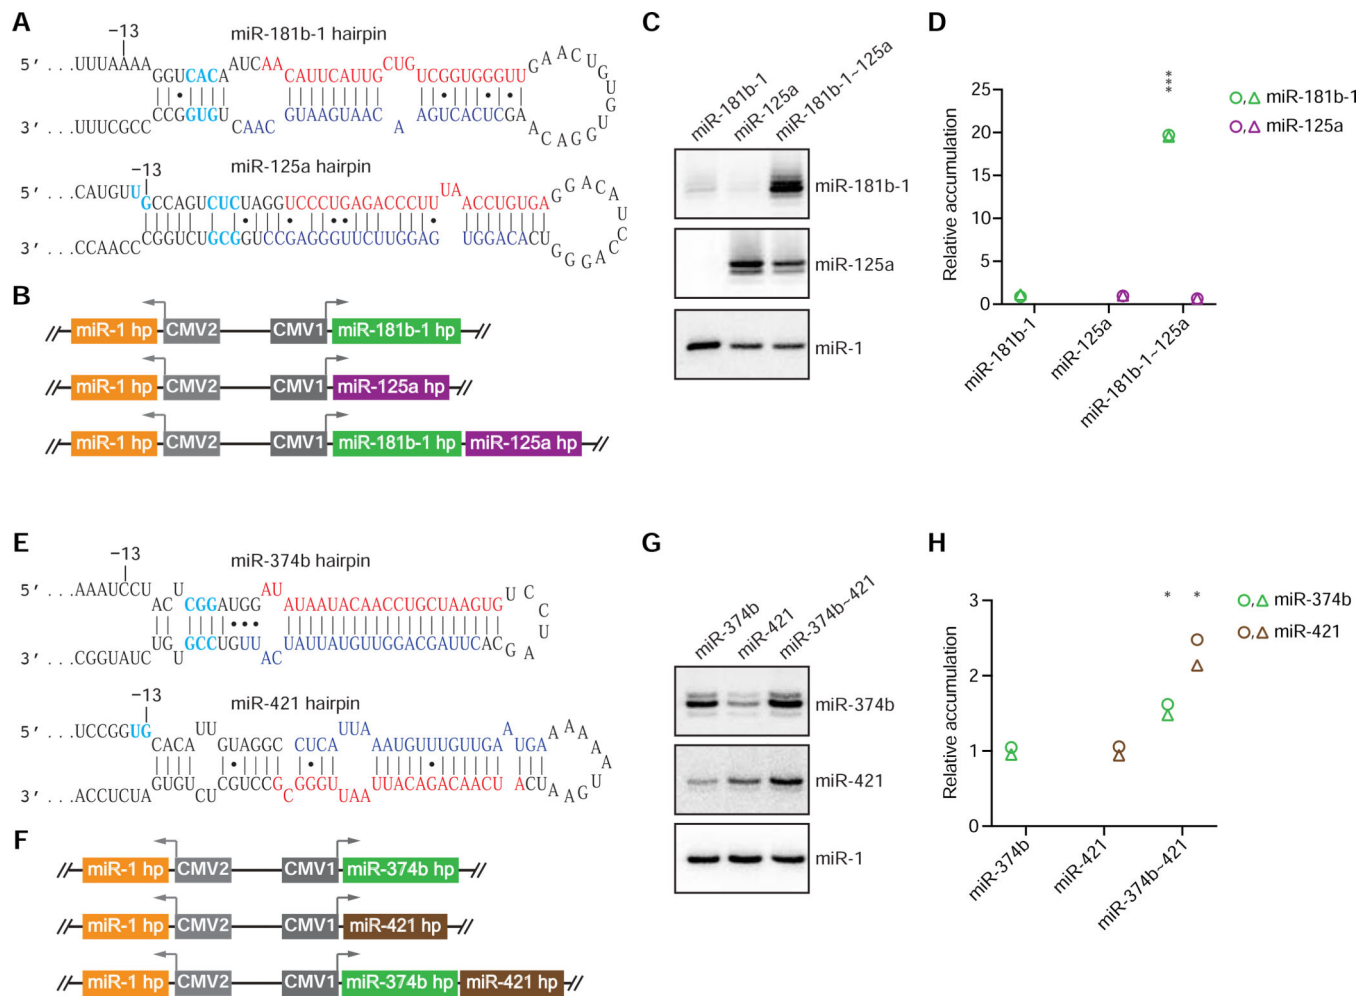 A
−13
miR-181b-1 hairpin
5′ ...UUUAAAA GGUCACA AUCAA CAUUCAUUG CUG UCGGUGGGUU GAACUGUGUGG
3′ ...UUUCGCC CCGGUGU CAAC GUAAGUAAC A AGUCACUCGA ACA
miR-125a hairpin
−13
5′ ...CAUGUU GCCAGUCUCUAGGUCCCUGAGACCCUU UA ACCUGUGA GGACAUC
3′ ...CCAACC CGGUCUGCGGUCCGAGGGUUCUUGGAG UGGACACU GGGAC
B
miR-1 hp CMV2 CMV1 miR-181b-1 hp
miR-1 hp CMV2 CMV1 miR-125a hp
miR-1 hp CMV2 CMV1 miR-181b-1 hp miR-125a hp
C
miR-181b-1
miR-125a
miR-181b-1~125a
miR-181b-1
miR-125a
miR-1
D
Relative accumulation
25
20
15
10
5
0
***
miR-181b-1
miR-125a
miR-181b-1~125a
, miR-181b-1
, miR-125a
E
−13
miR-374b hairpin
5′ ...AAAUCCU ACU CGGAUGG AU AUAAUACAACCUGCUAAGUG UCCU
3′ ...CGGUAUC UGU GCCUGUU AC UAUUAUGUUGGACGAUUCAC GA
−13
miR-421 hairpin
5′ ...UCCGGUG CACA UU GUAGGC CUCA UUA AAUGUUUGUUGA A UGA AAAAAU
3′ ...ACCUCUA GUGU CU CGUCCG C GGGU UAA UUACAGACAACU A CU AAG
F
miR-1 hp CMV2 CMV1 miR-374b hp
miR-1 hp CMV2 CMV1 miR-421 hp
miR-1 hp CMV2 CMV1 miR-374b hp miR-421 hp
G
miR-374b
miR-421
miR-374b~421
miR-374b
miR-421
miR-1
H
Relative accumulation
3
2
1
0
* *
miR-374b
miR-421
miR-374b~421
, miR-374b
, miR-421